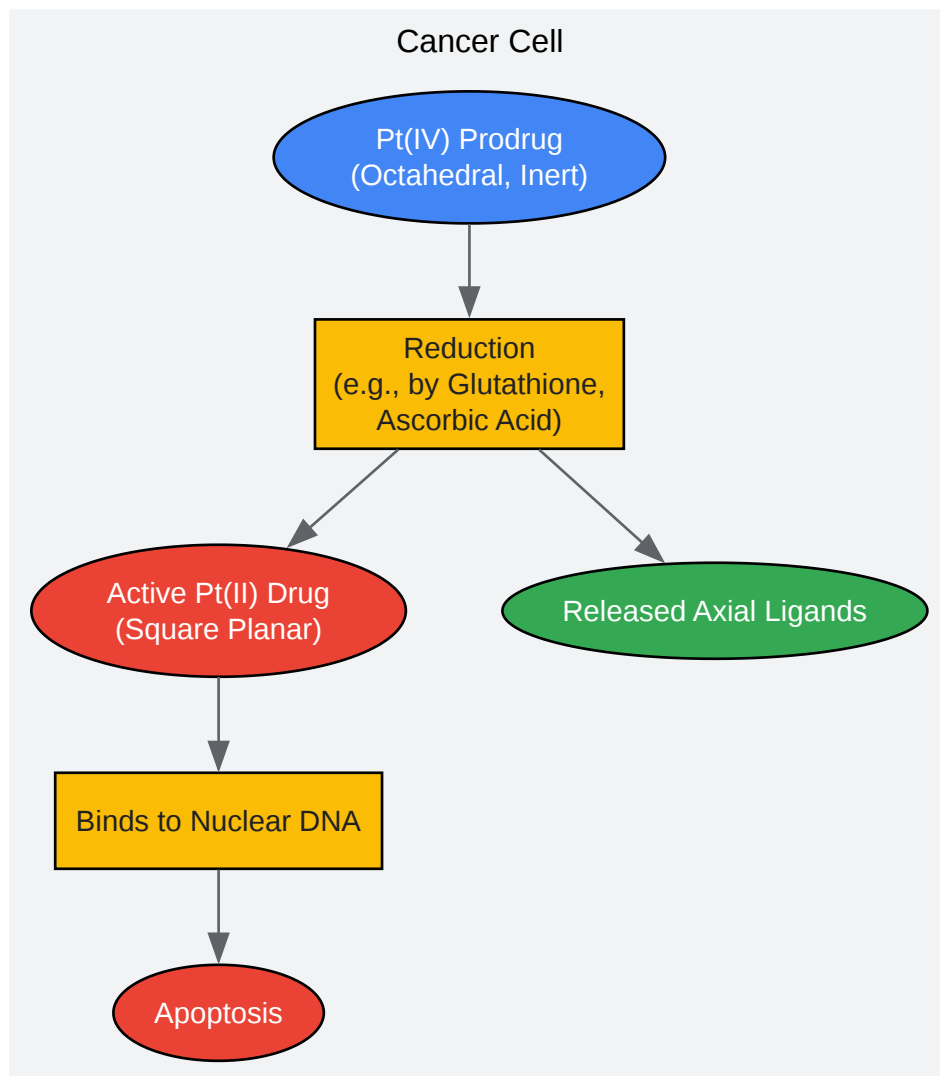 Cancer Cell
Pt(IV) Prodrug
(Octahedral, Inert)
Reduction
(e.g., by Glutathione,
Ascorbic Acid)
Active Pt(II) Drug
(Square Planar)
Released Axial Ligands
Binds to Nuclear DNA
Apoptosis